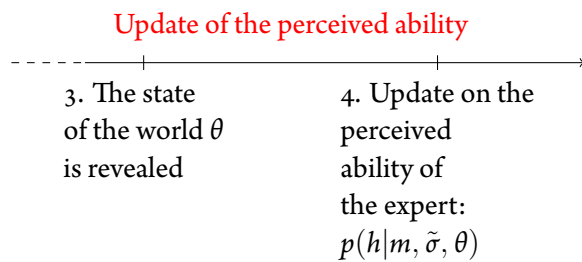 Update of the perceived ability
3. The state
of the world θ
is revealed
4. Update on the
perceived
ability of
the expert:
p(h|m, σ̃, θ)